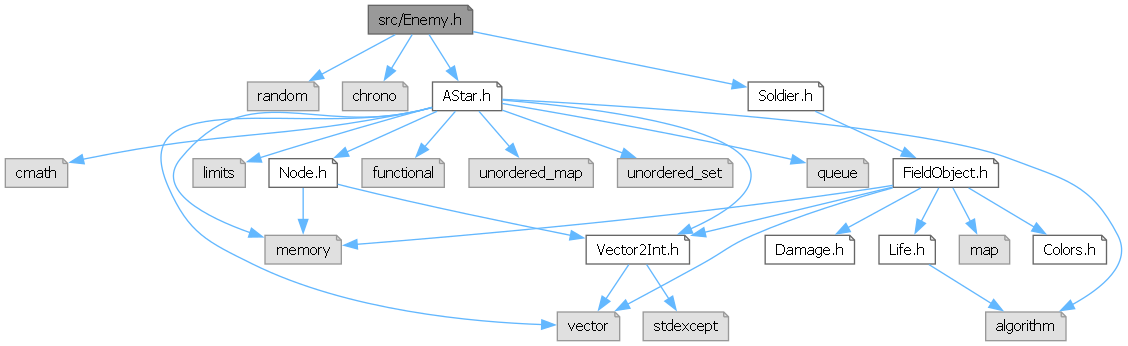 src/Enemy.h
random
chrono
AStar.h
Soldier.h
cmath
limits
Node.h
functional
unordered_map
unordered_set
queue
FieldObject.h
memory
Vector2Int.h
Damage.h
Life.h
map
Colors.h
vector
stdexcept
algorithm